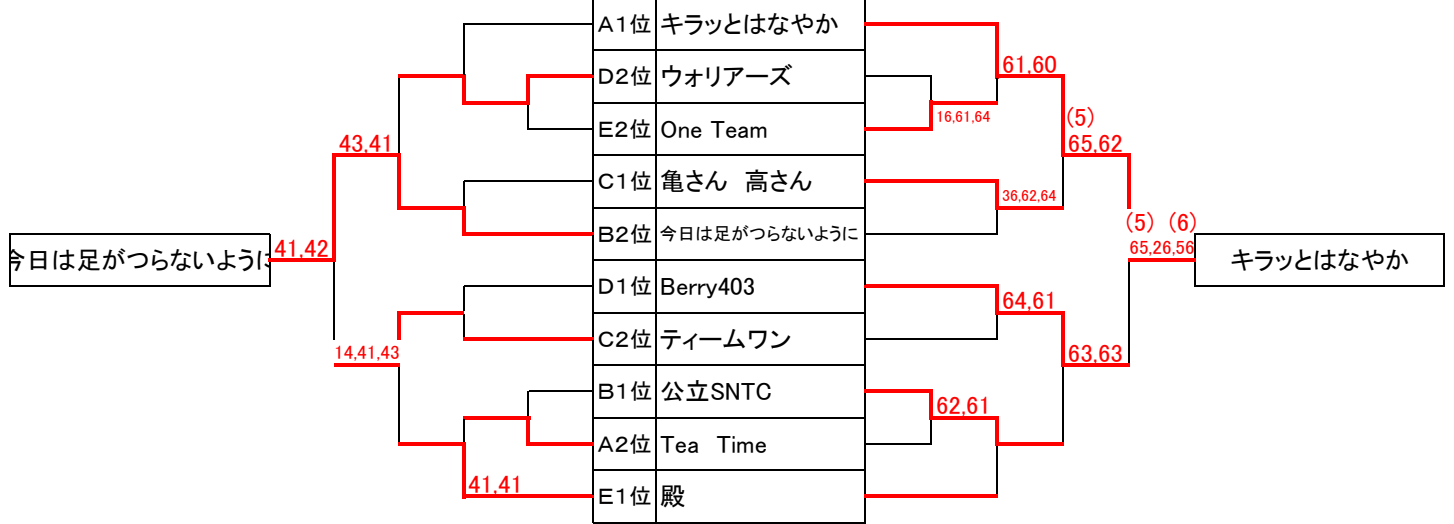 A1位 キラッとはなやか
61,60
D2位 ウォリアーズ
16,61,64
E2位 One Team
(5)
43,41
65,62
C1位 亀さん 高さん
36,62,64
(5) (6)
B2位 今日は足がつらないように
今日は足がつらないように
41,42
65,26,56
キラッとはなやか
D1位 Berry403
64,61
C2位 ティームワン
14,41,43
63,63
B1位 公立SNTC
62,61
A2位 Tea Time
41,41
E1位 殿